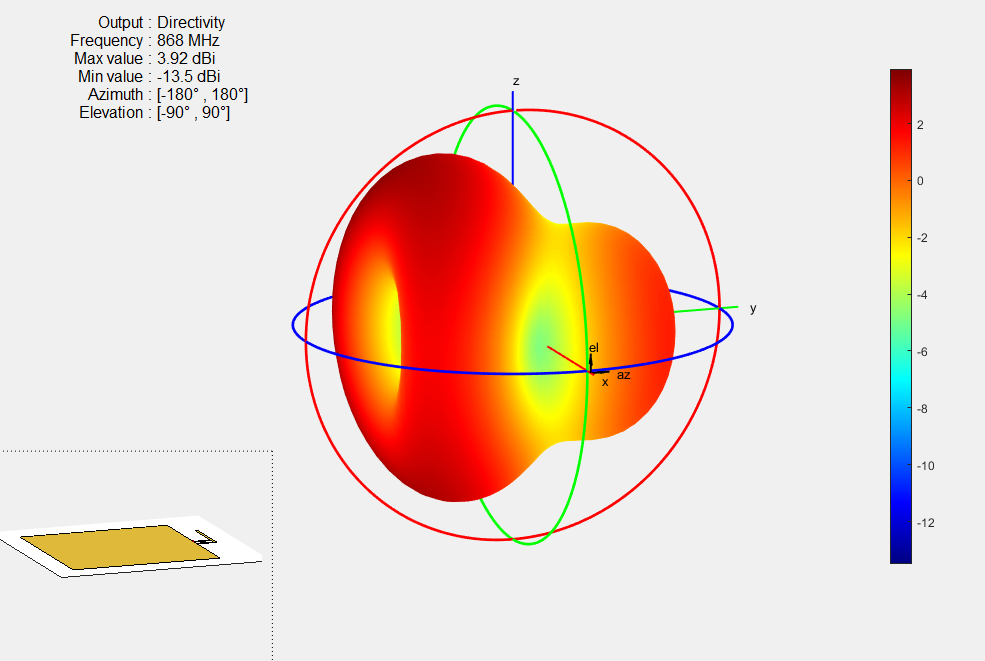 Output : Directivity
Frequency : 868 MHz
Max value : 3.92 dBi
Min value : -13.5 dBi
Azimuth : [-180° , 180°]
Elevation : [-90° , 90°]
z
y
el
az
x
2
0
-2
-4
-6
-8
-10
-12